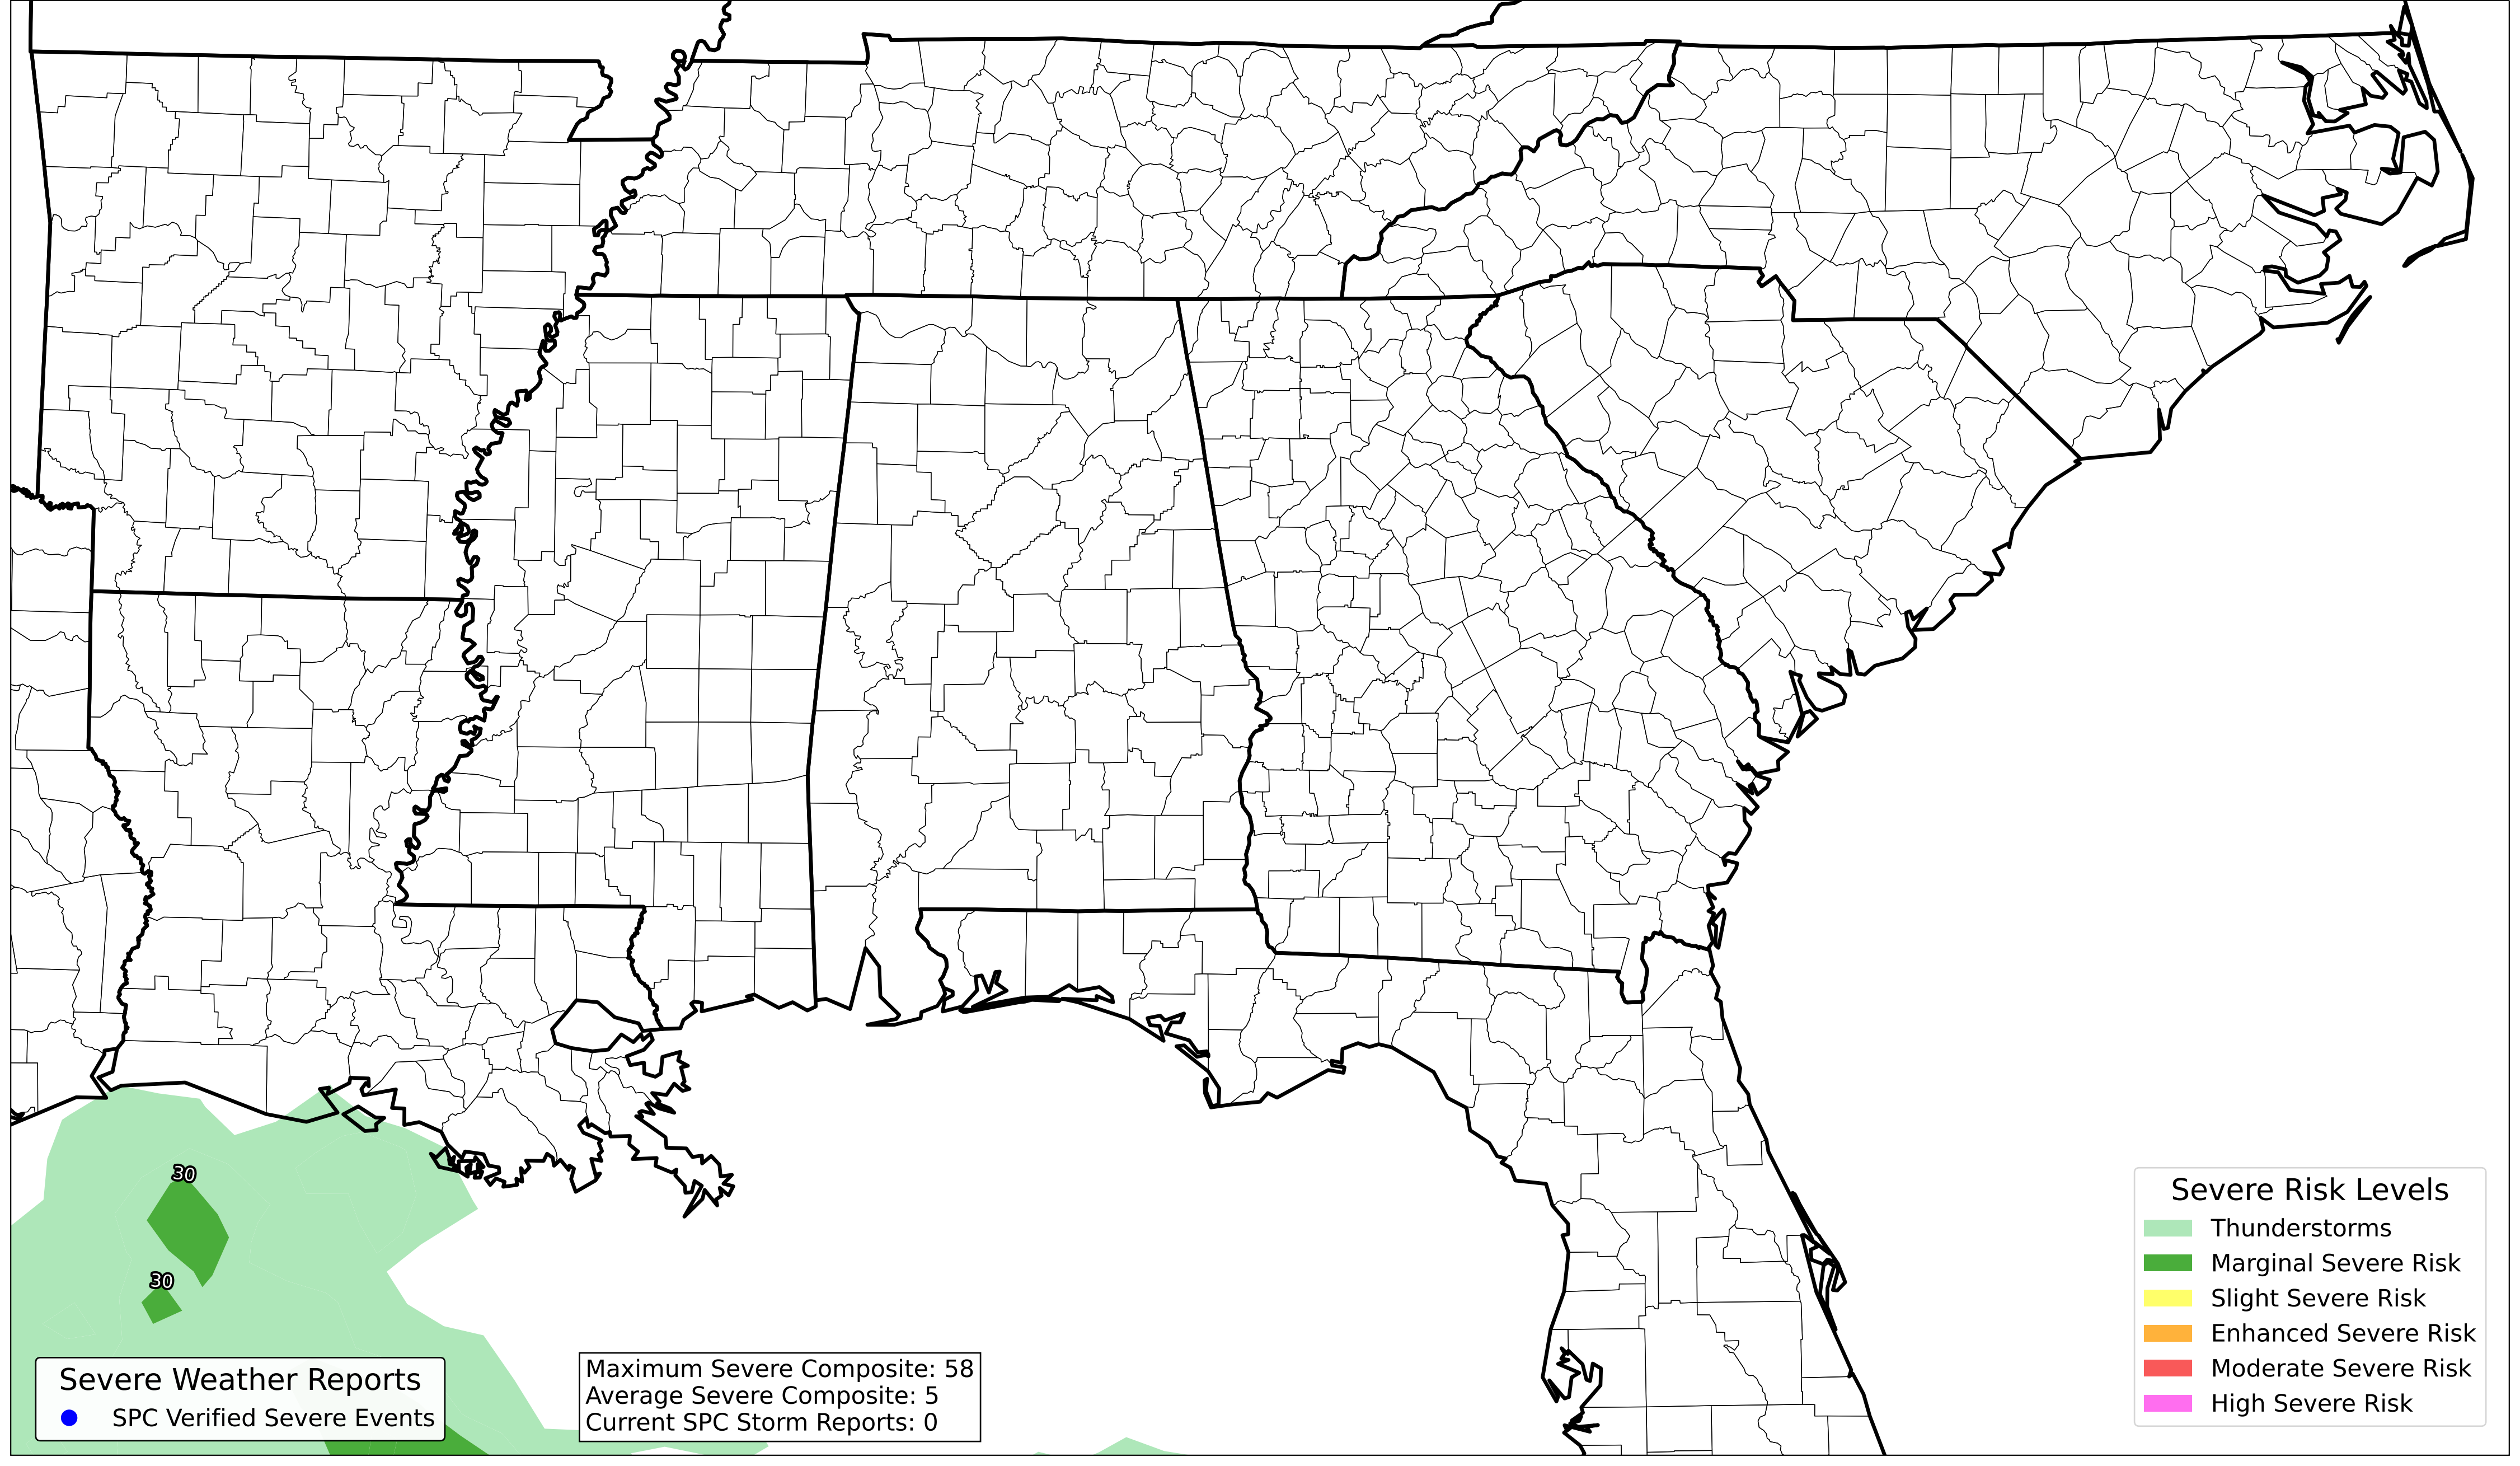 30
30
Severe Weather Reports
SPC Verified Severe Events
Maximum Severe Composite: 58
Average Severe Composite: 5
Current SPC Storm Reports: 0
Severe Risk Levels
Thunderstorms
Marginal Severe Risk
Slight Severe Risk
Enhanced Severe Risk
Moderate Severe Risk
High Severe Risk